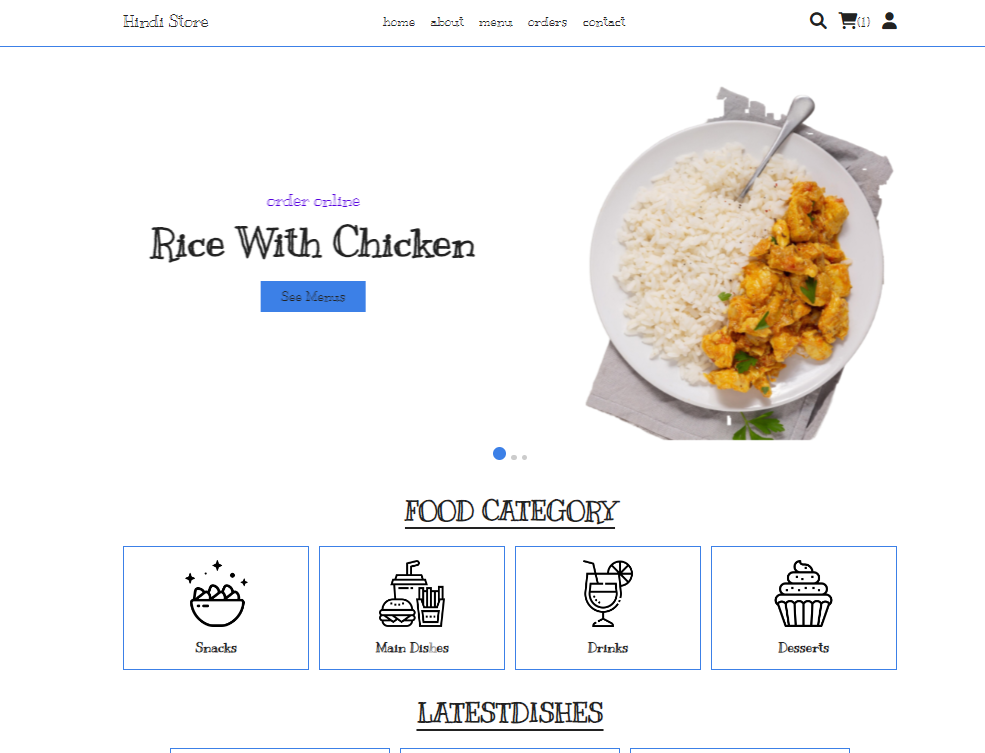 Hindi Store
home about menu orders contact
(1)
order online
Rice With Chicken
See Menus
FOOD CATEGORY
Snacks
Main Dishes
Drinks
Desserts
LATESTDISHES